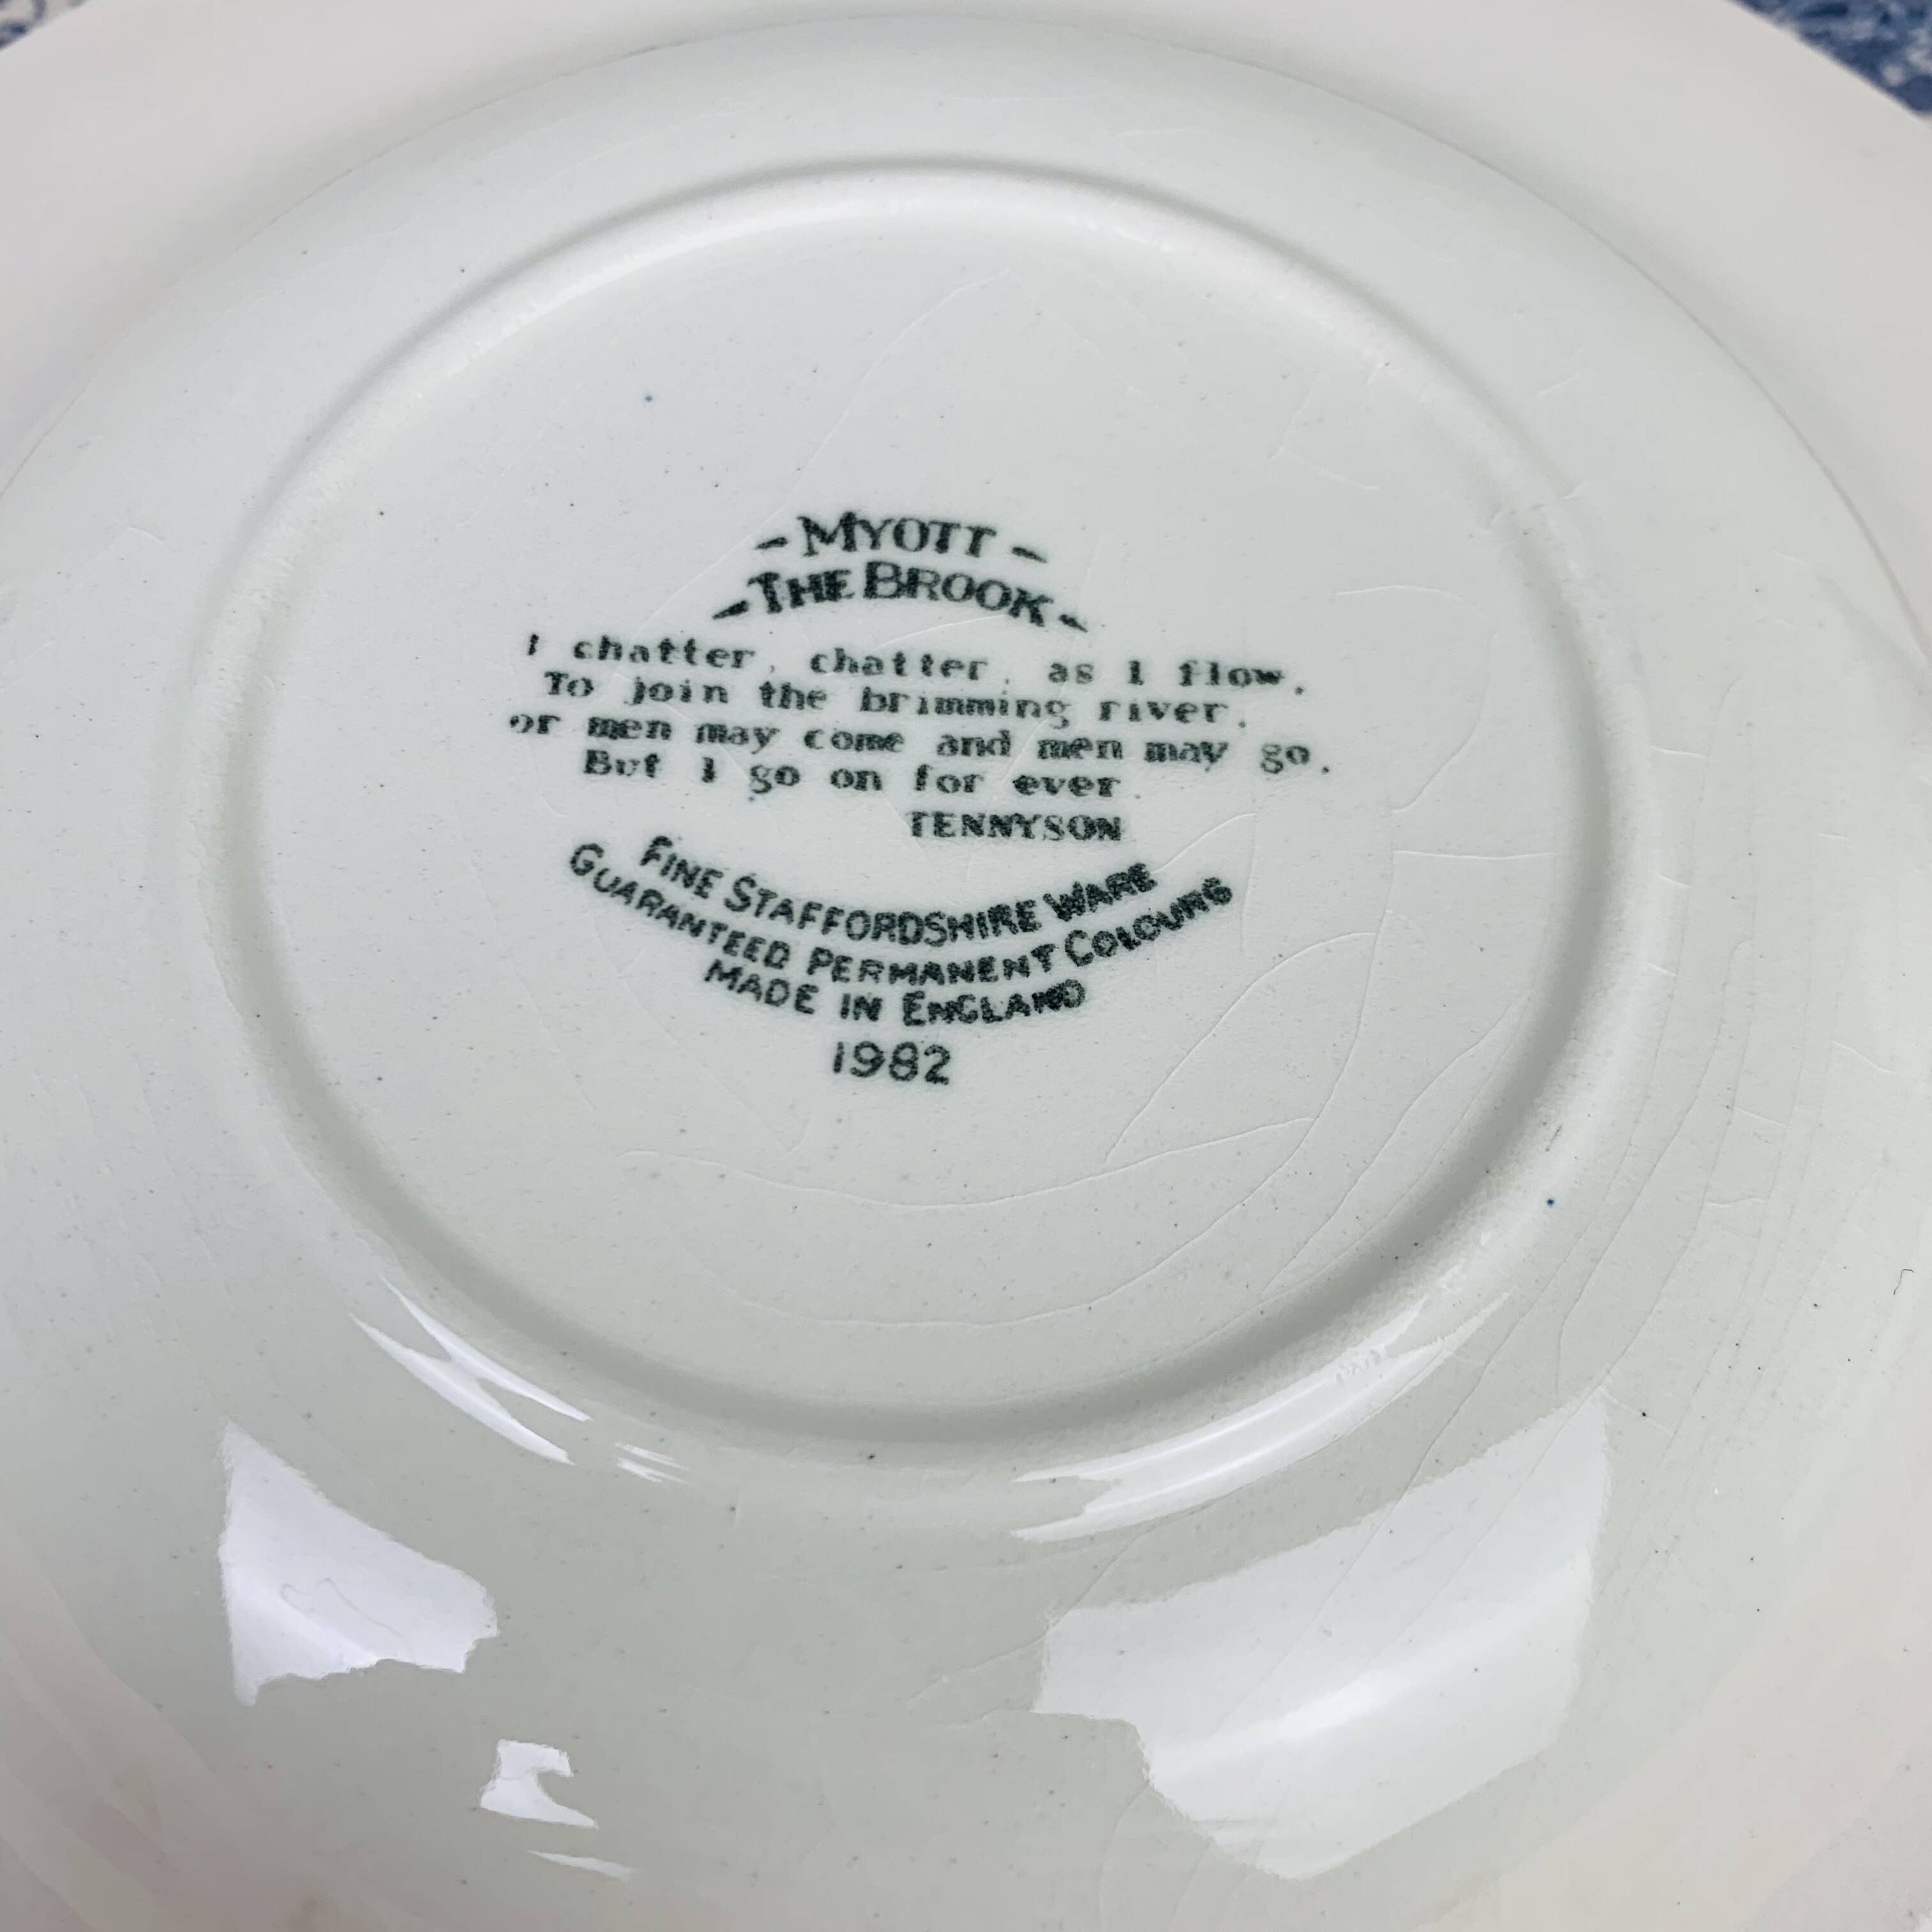 - MYOTT -
- THE BROOK -
I chatter, chatter, as I flow,
To join the brimming river,
or men may come and men may go,
But I go on for ever.
TENNYSON
FINE STAFFORDSHIRE WARE
GUARANTEED PERMANENT COLOURS
MADE IN ENGLAND
1982